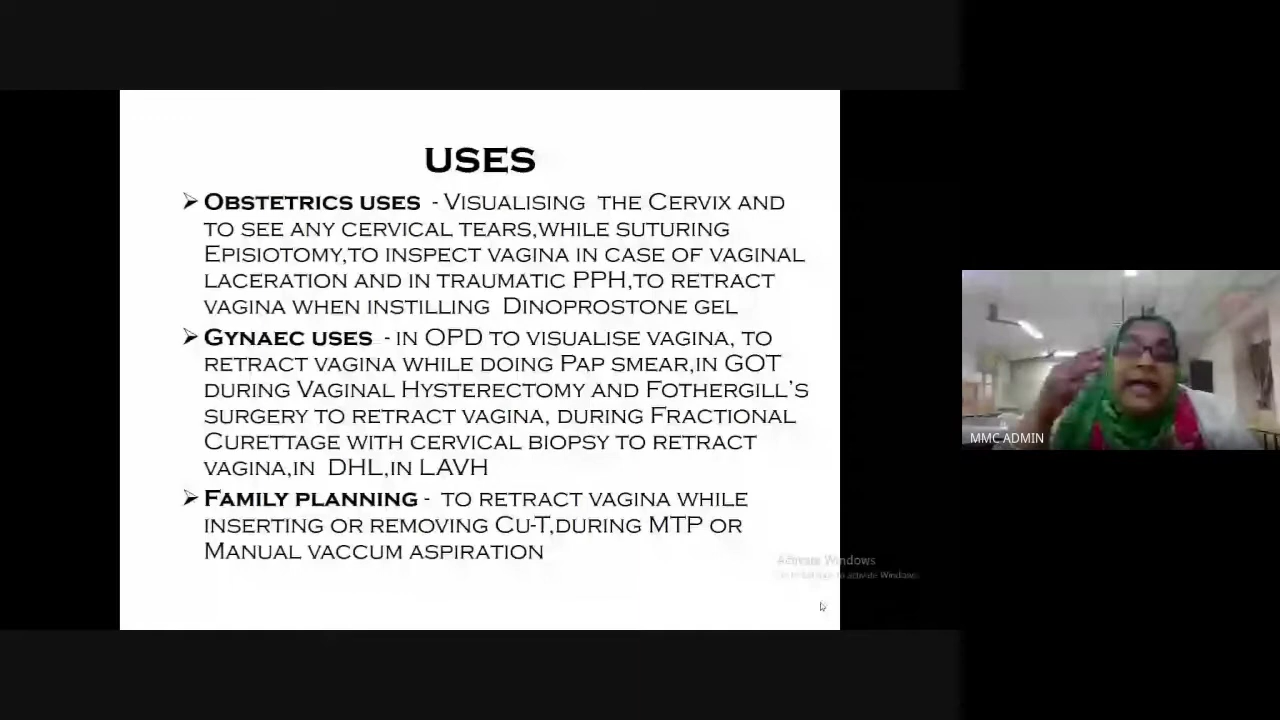 USES
➢ OBSTETRICS USES - VISUALISING THE CERVIX AND
TO SEE ANY CERVICAL TEARS,WHILE SUTURING
EPISIOTOMY,TO INSPECT VAGINA IN CASE OF VAGINAL
LACERATION AND IN TRAUMATIC PPH,TO RETRACT
VAGINA WHEN INSTILLING DINOPROSTONE GEL
➢ GYNAEC USES - IN OPD TO VISUALISE VAGINA, TO
RETRACT VAGINA WHILE DOING PAP SMEAR,IN GOT
DURING VAGINAL HYSTERECTOMY AND FOTHERGILL'S
SURGERY TO RETRACT VAGINA, DURING FRACTIONAL
CURETTAGE WITH CERVICAL BIOPSY TO RETRACT
VAGINA,IN DHL,IN LAVH
➢ FAMILY PLANNING - TO RETRACT VAGINA WHILE
INSERTING OR REMOVING CU-T,DURING MTP OR
MANUAL VACCUM ASPIRATION
Activate Windows
to activate Windows.
MMC ADMIN